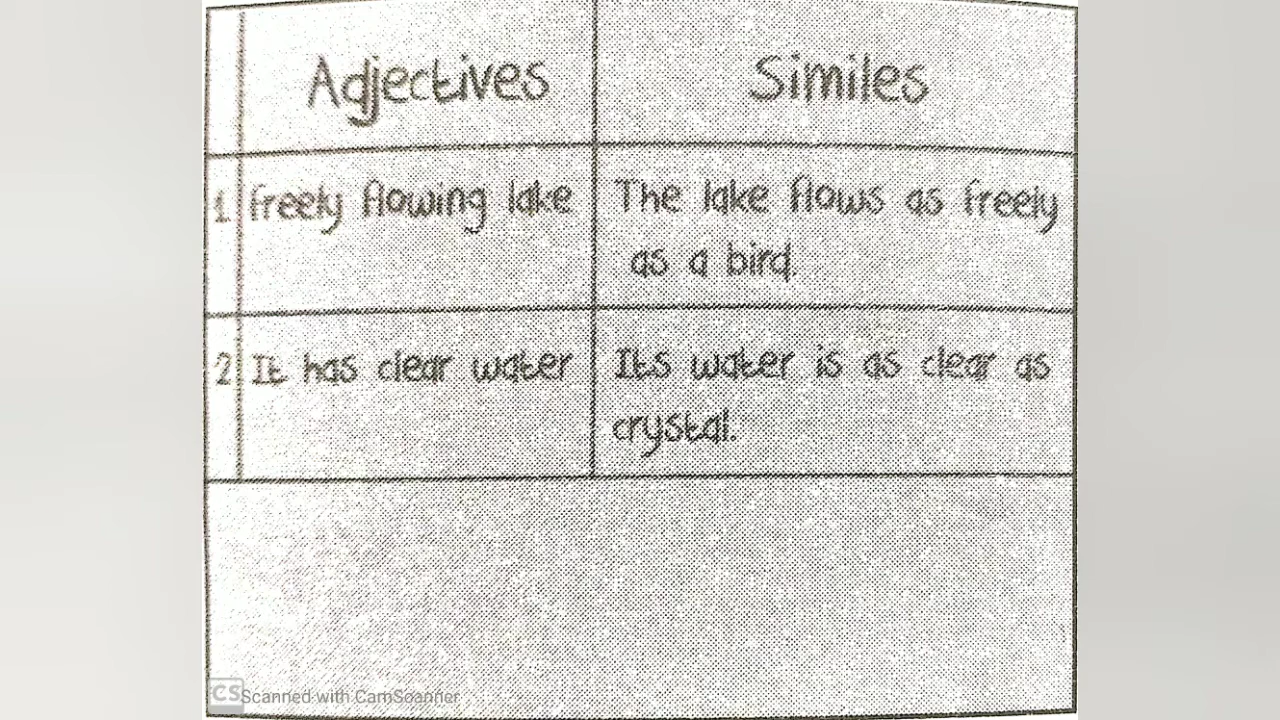 Adjectives Similes
1 freely flowing lake The lake flows as freely
as a bird
2 It has clear water Its water is as clear as
crystal.
CS Scanned with CamScanner